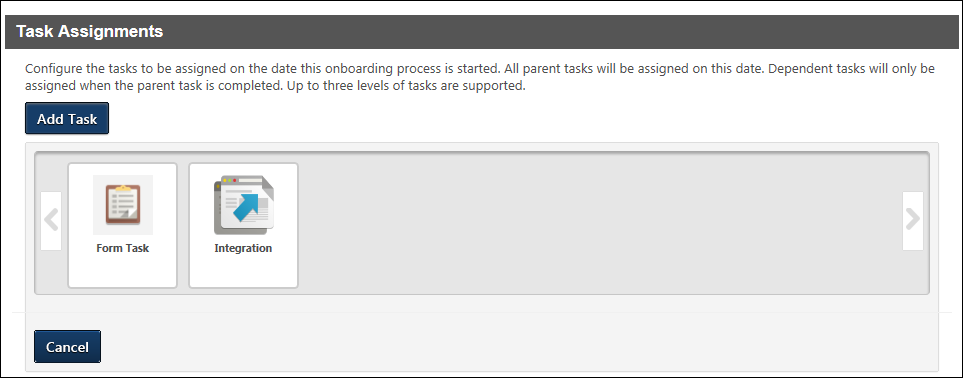 Task Assignments
Configure the tasks to be assigned on the date this onboarding process is started. All parent tasks will be assigned on this date. Dependent tasks will only be
assigned when the parent task is completed. Up to three levels of tasks are supported.
Add Task
Form Task
Integration
Cancel